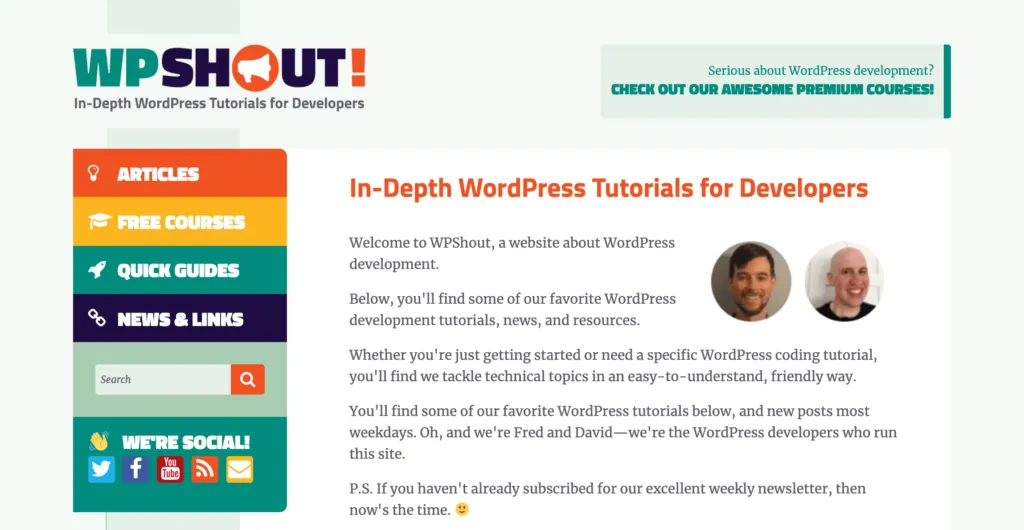 WPSHOUT!
In-Depth WordPress Tutorials for Developers
Serious about WordPress development?
CHECK OUT OUR AWESOME PREMIUM COURSES!
ARTICLES
FREE COURSES
QUICK GUIDES
NEWS & LINKS
Search
WE'RE SOCIAL!
You
Tube
In-Depth WordPress Tutorials for Developers
Welcome to WPShout, a website about WordPress
development.
Below, you'll find some of our favorite WordPress
development tutorials, news, and resources.
Whether you're just getting started or need a specific WordPress coding tutorial,
you'll find we tackle technical topics in an easy-to-understand, friendly way.
You'll find some of our favorite WordPress tutorials below, and new posts most
weekdays. Oh, and we're Fred and David—we're the WordPress developers who run
this site.
P.S. If you haven't already subscribed for our excellent weekly newsletter, then
now's the time. 🙂